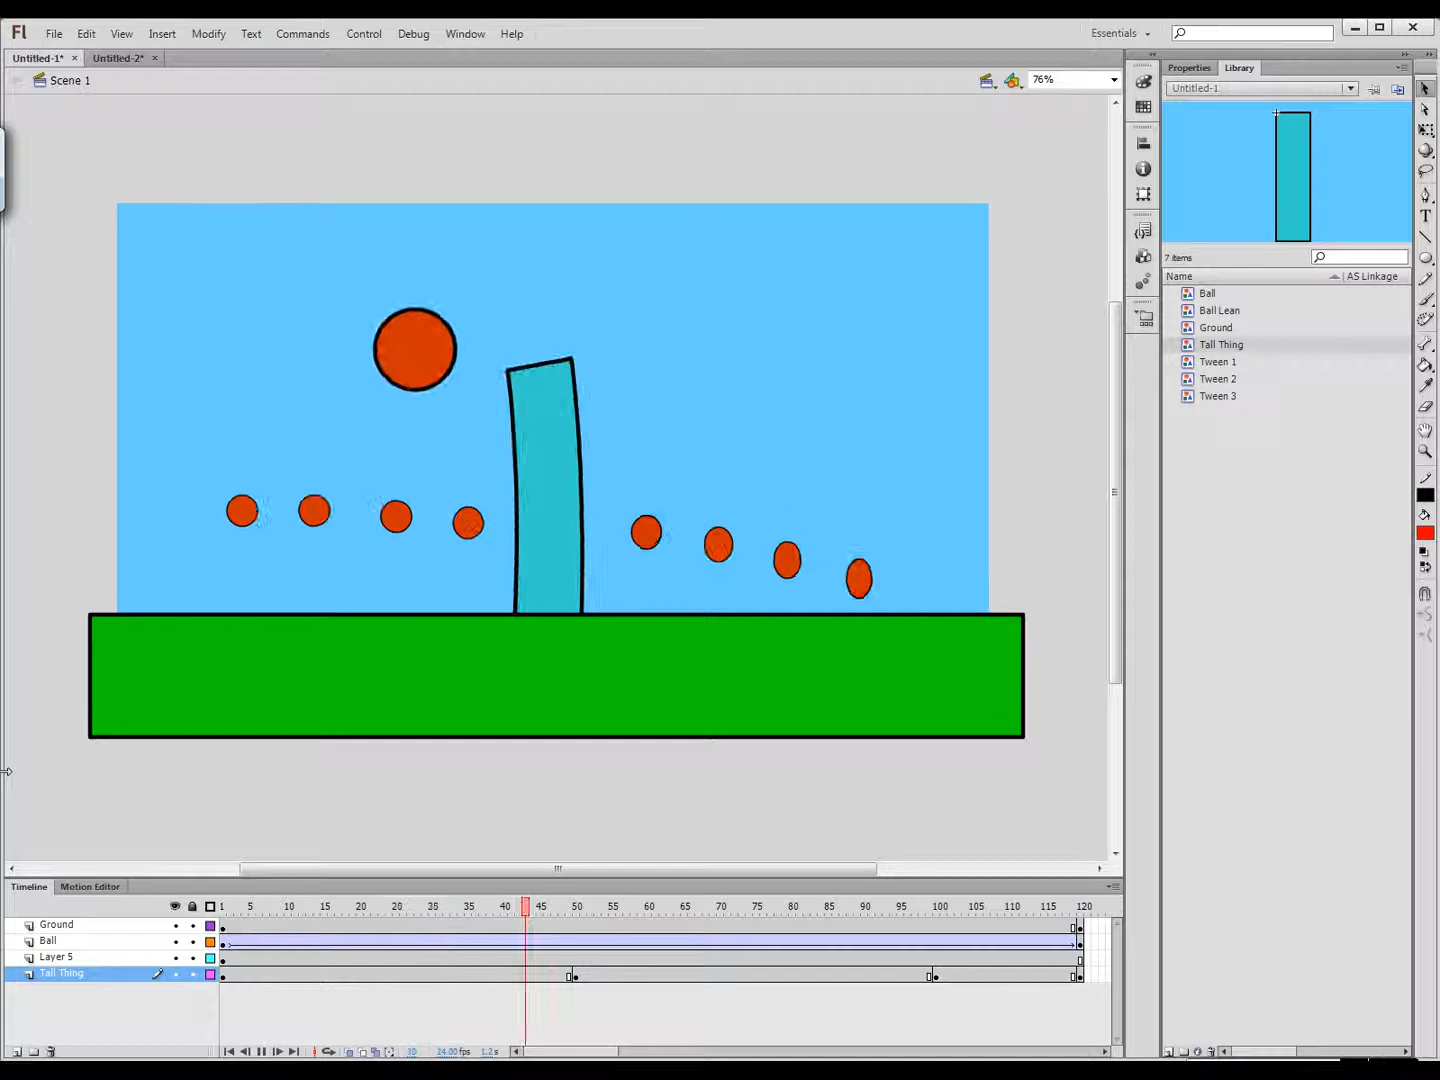 Fl File Edit View Insert Modify Text Commands Control Debug Window Help Essentials
Untitled-1* × Untitled-2* ×
Scene 1 76%
Properties Library
Untitled-1
7 items
Name AS Linkage
Ball
Ball Lean
Ground
Tall Thing
Tween 1
Tween 2
Tween 3
T
Timeline Motion Editor
1 5 10 15 20 25 30 35 40 45 50 55 60 65 70 75 80 85 90 95 100 105 110 115 120
Ground
Ball
Layer 5
Tall Thing
24.00 fps 1.2 s